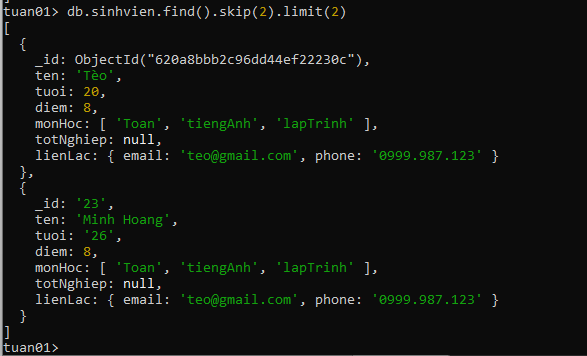 tuan01> db.sinhvien.find().skip(2).limit(2)
[
  {
    _id: ObjectId("620a8bbb2c96dd44ef22230c"),
    ten: 'Tèo',
    tuoi: 20,
    diem: 8,
    monHoc: [ 'Toan', 'tiengAnh', 'lapTrinh' ],
    totNghiep: null,
    lienLac: { email: 'teo@gmail.com', phone: '0999.987.123' }
  },
  {
    _id: '23',
    ten: 'Minh Hoang',
    tuoi: '26',
    diem: 8,
    monHoc: [ 'Toan', 'tiengAnh', 'lapTrinh' ],
    totNghiep: null,
    lienLac: { email: 'teo@gmail.com', phone: '0999.987.123' }
  }
]
tuan01>